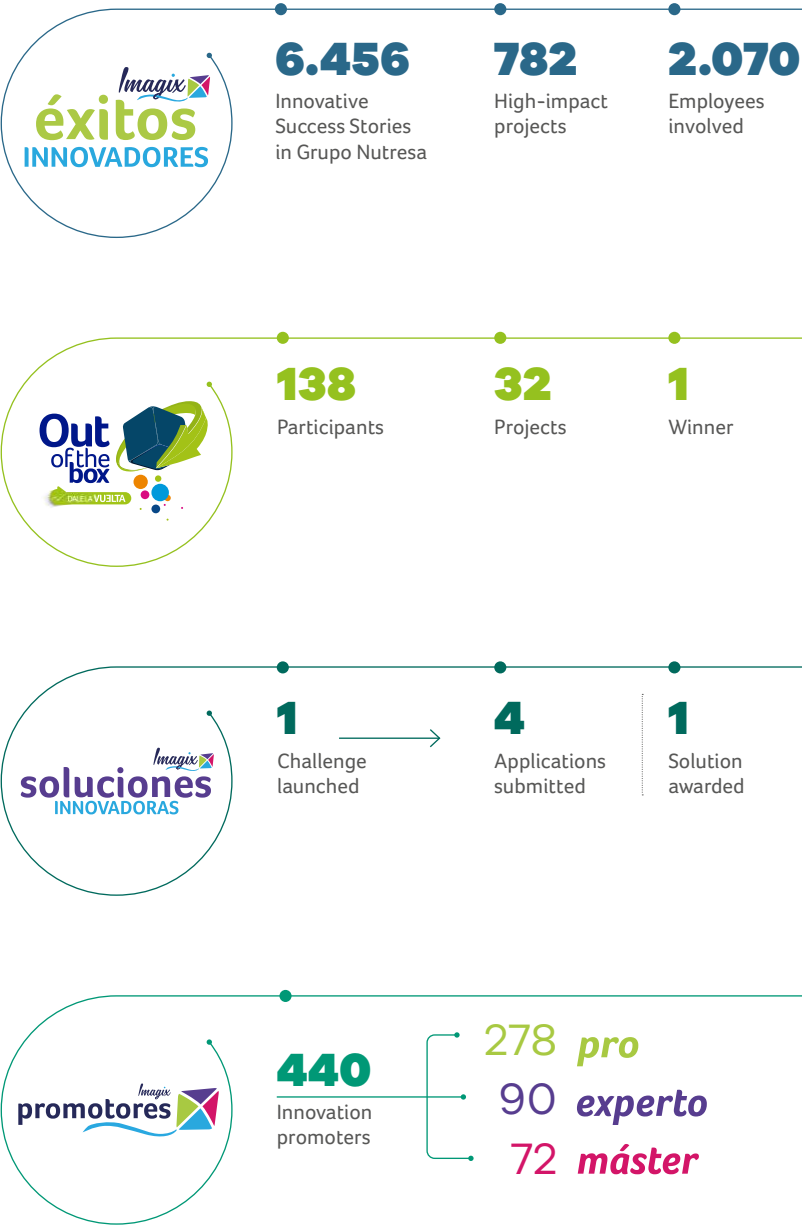 Imagix
éxitos
INNOVADORES
6.456
Innovative
Success Stories
in Grupo Nutresa
782
High-impact
projects
2.070
Employees
involved
Out
of the
box
DALE LA VUELTA
138
Participants
32
Projects
1
Winner
Imagix
soluciones
INNOVADORAS
1
Challenge
launched
4
Applications
submitted
1
Solution
awarded
Imagix
promotores
440
Innovation
promoters
278 pro
90 experto
72 máster